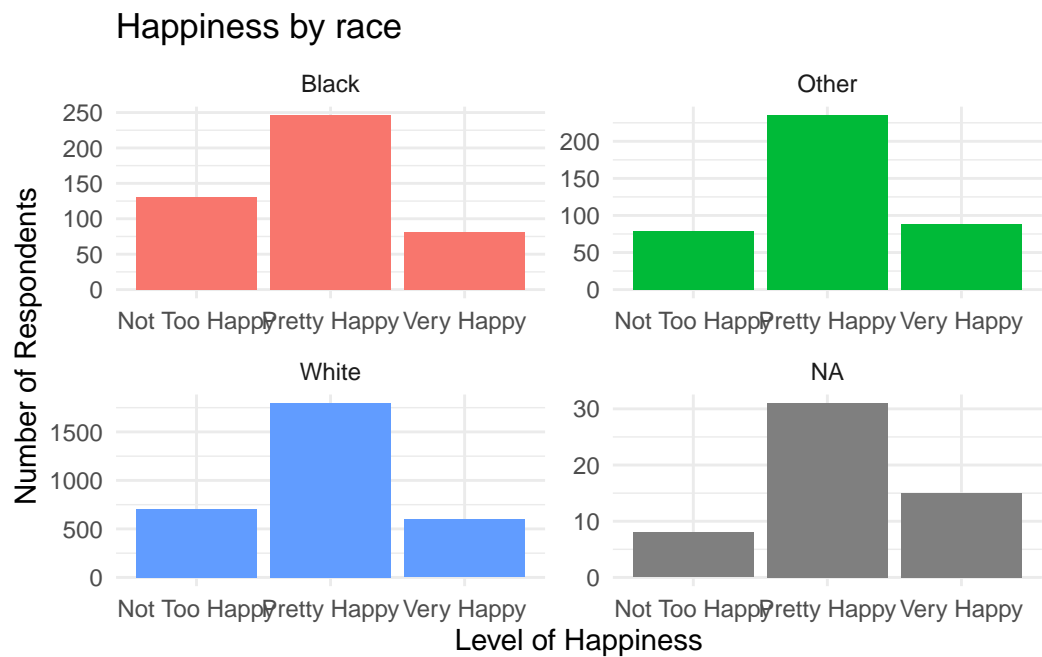 Happiness by race
Black
Other
250
200
150
100
50
0
200
150
100
50
0
Not Too Happy Pretty Happy Very Happy
Not Too Happy Pretty Happy Very Happy
White
NA
1500
1000
500
0
30
20
10
0
Not Too Happy Pretty Happy Very Happy
Not Too Happy Pretty Happy Very Happy
Number of Respondents
Level of Happiness